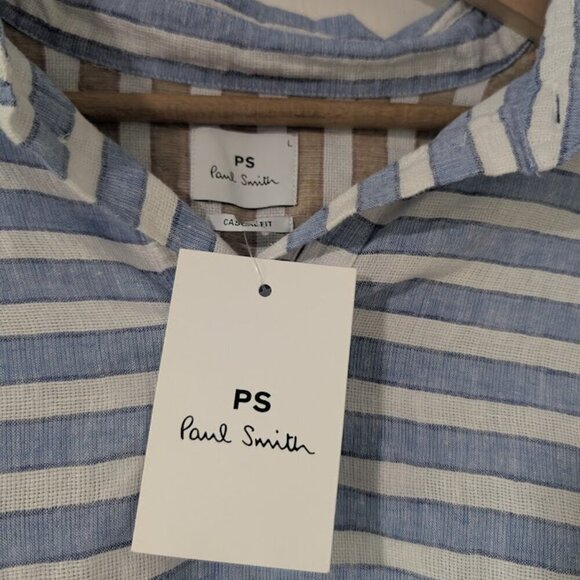 L
PS
Paul Smith
CASUAL FIT
PS
Paul Smith